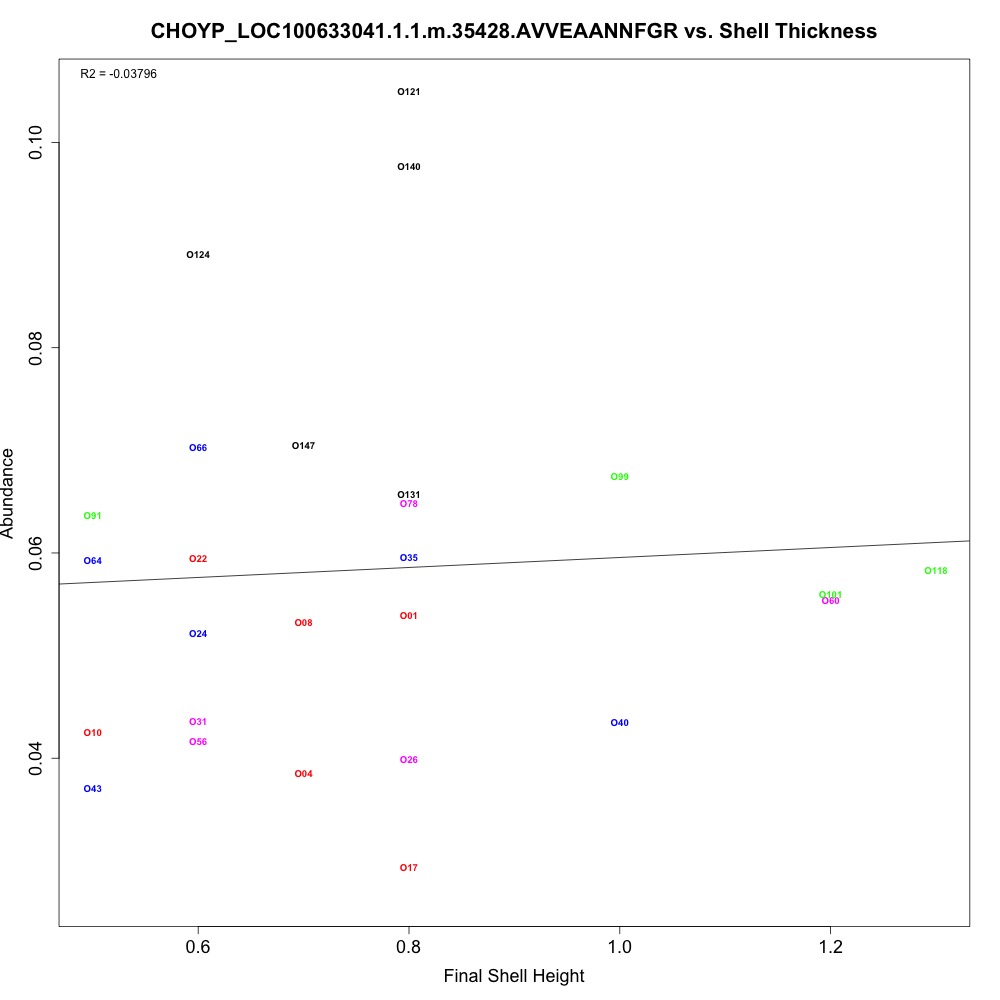 CHOYP_LOC100633041.1.1.m.35428.AVVEAANNFGR vs. Shell Thickness
R2 = -0.03796
O121
0.10
O140
O124
0.08
O66
O147
Abundance
O99
O131
O78
O91
0.06
O64
O22
O35
O118
O101
O60
O08
O01
O24
O31
O40
O10
O56
0.04
O26
O04
O43
O17
0.6 0.8 1.0 1.2
Final Shell Height